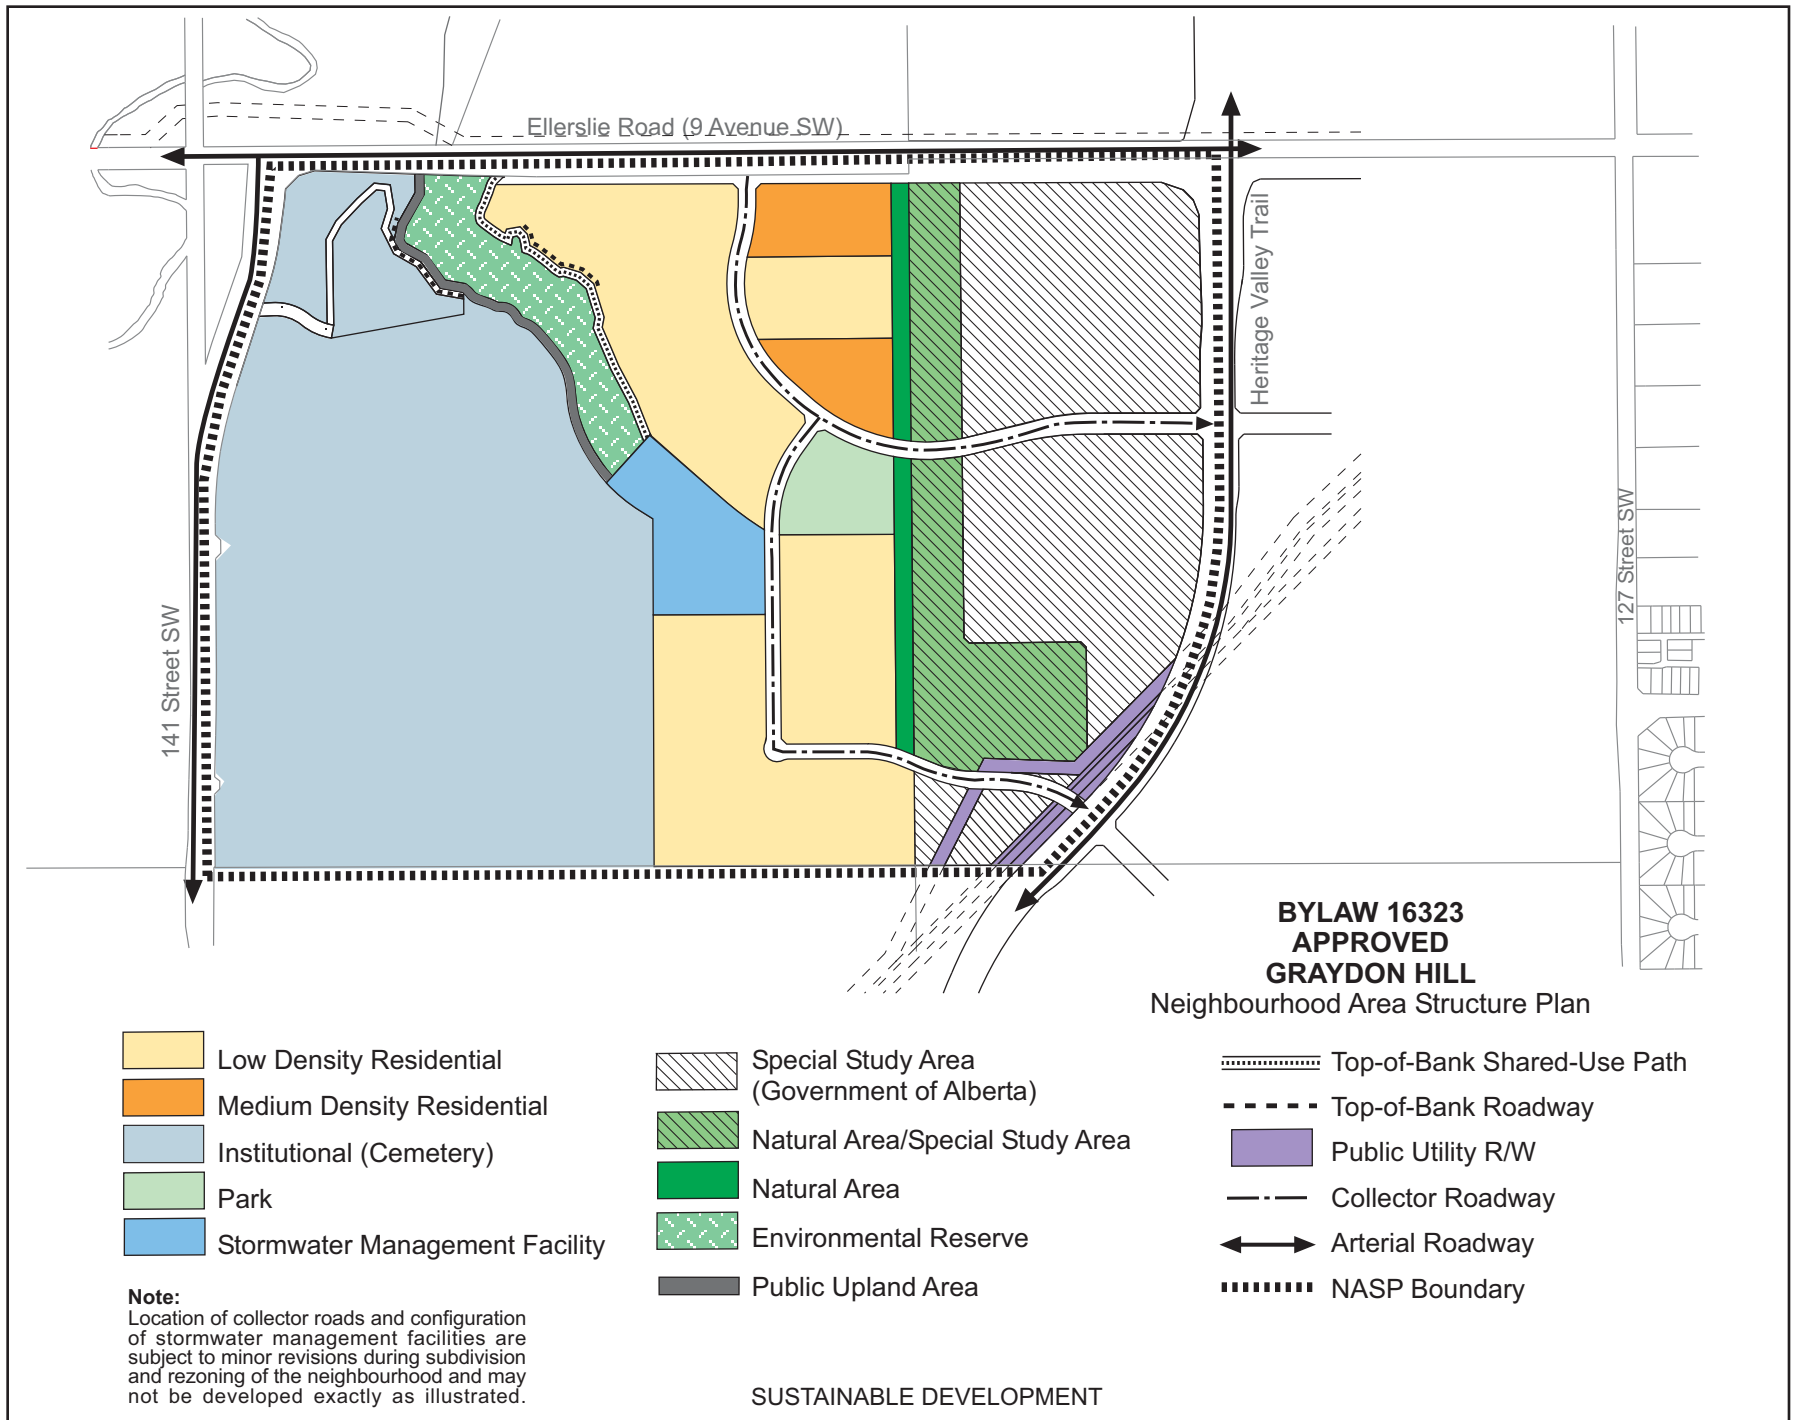 Ellerslie Road (9 Avenue SW)
Heritage Valley Trail
141 Street SW
127 Street SW
BYLAW 16323
APPROVED
GRAYDON HILL
Neighbourhood Area Structure Plan
Low Density Residential
Medium Density Residential
Institutional (Cemetery)
Park
Stormwater Management Facility
Special Study Area
(Government of Alberta)
Natural Area/Special Study Area
Natural Area
Environmental Reserve
Public Upland Area
Top-of-Bank Shared-Use Path
Top-of-Bank Roadway
Public Utility R/W
Collector Roadway
Arterial Roadway
NASP Boundary
Note:
Location of collector roads and configuration
of stormwater management facilities are
subject to minor revisions during subdivision
and rezoning of the neighbourhood and may
not be developed exactly as illustrated.
SUSTAINABLE DEVELOPMENT